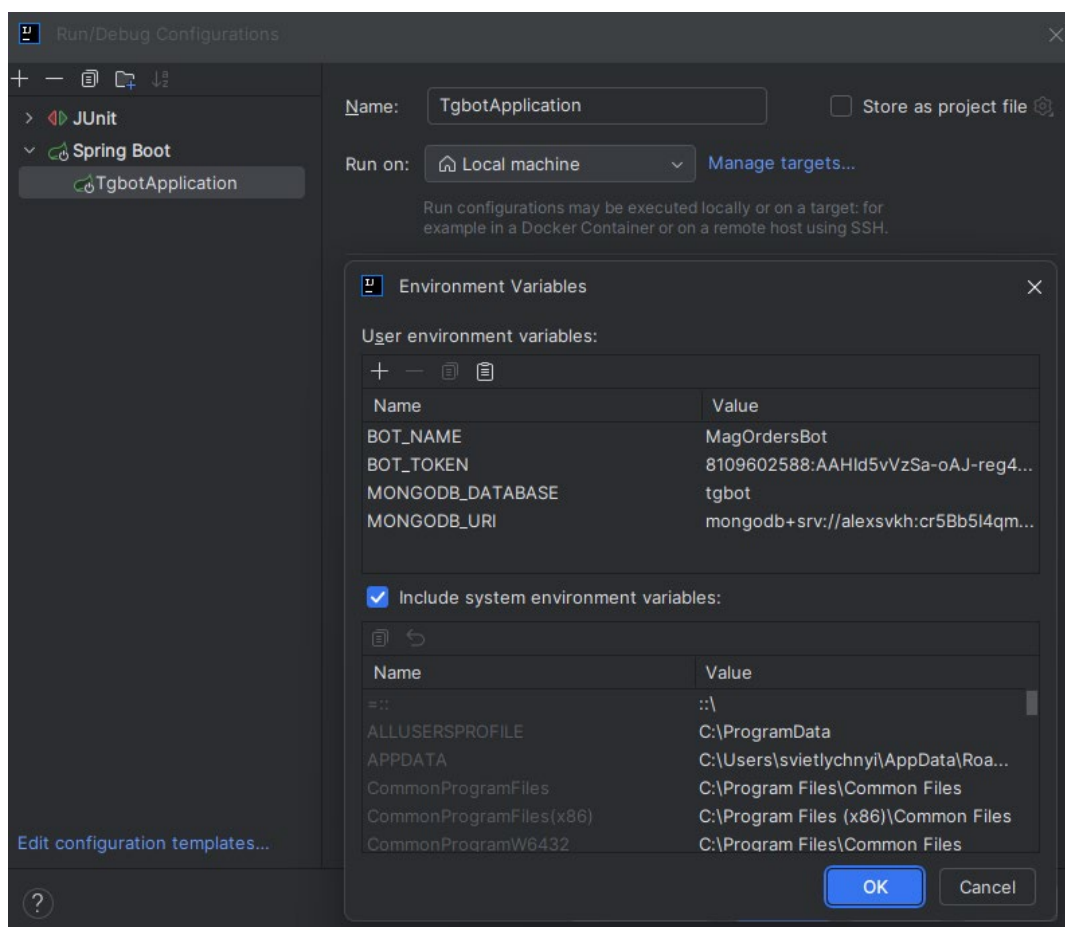 Run/Debug Configurations
JUnit
Spring Boot
TgbotApplication
Edit configuration templates...
?
Name: TgbotApplication Store as project file
Run on: Local machine Manage targets...
Run configurations may be executed locally or on a target: for
example in a Docker Container or on a remote host using SSH.
Environment Variables
User environment variables:
Name Value
BOT_NAME MagOrdersBot
BOT_TOKEN 8109602588:AAHId5vVzSa-oAJ-reg4...
MONGODB_DATABASE tgbot
MONGODB_URI mongodb+srv://alexsvkh:cr5Bb5I4qm...
Include system environment variables:
Name Value
=:: ::\
ALLUSERSPROFILE C:\ProgramData
APPDATA C:\Users\svietlychnyi\AppData\Roa...
CommonProgramFiles C:\Program Files\Common Files
CommonProgramFiles(x86) C:\Program Files (x86)\Common Files
CommonProgramW6432 C:\Program Files\Common Files
OK Cancel